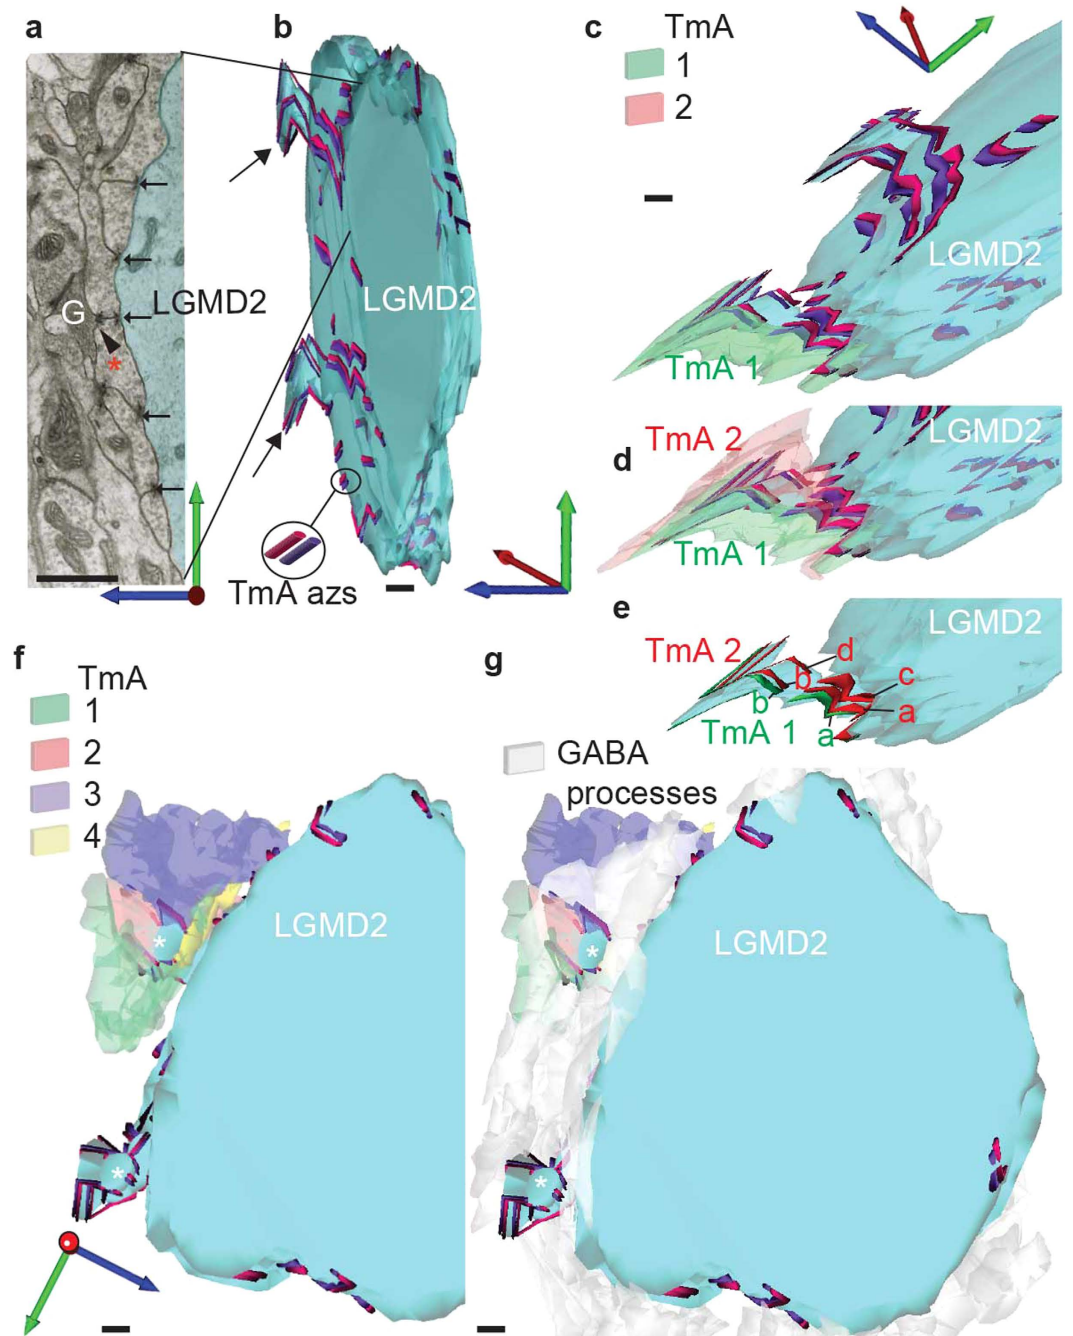 a
G
*
LGMD2
b
LGMD2
TmA azs
c
TmA
1
2
LGMD2
TmA 1
d
TmA 2
LGMD2
TmA 1
e
LGMD2
TmA 2
d
b
c
b
a
TmA 1
a
f
TmA
1
2
3
4
LGMD2
*
*
g
GABA
processes
LGMD2
*
*